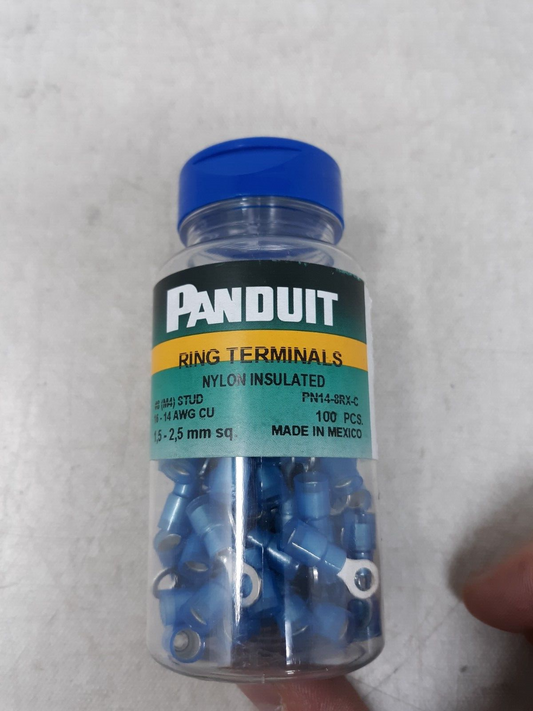 PANDUIT
RING TERMINALS
NYLON INSULATED
(M4) STUD PN14-8RX-C
- 14 AWG CU 100 PCS.
1,5 - 2,5 mm sq. MADE IN MEXICO